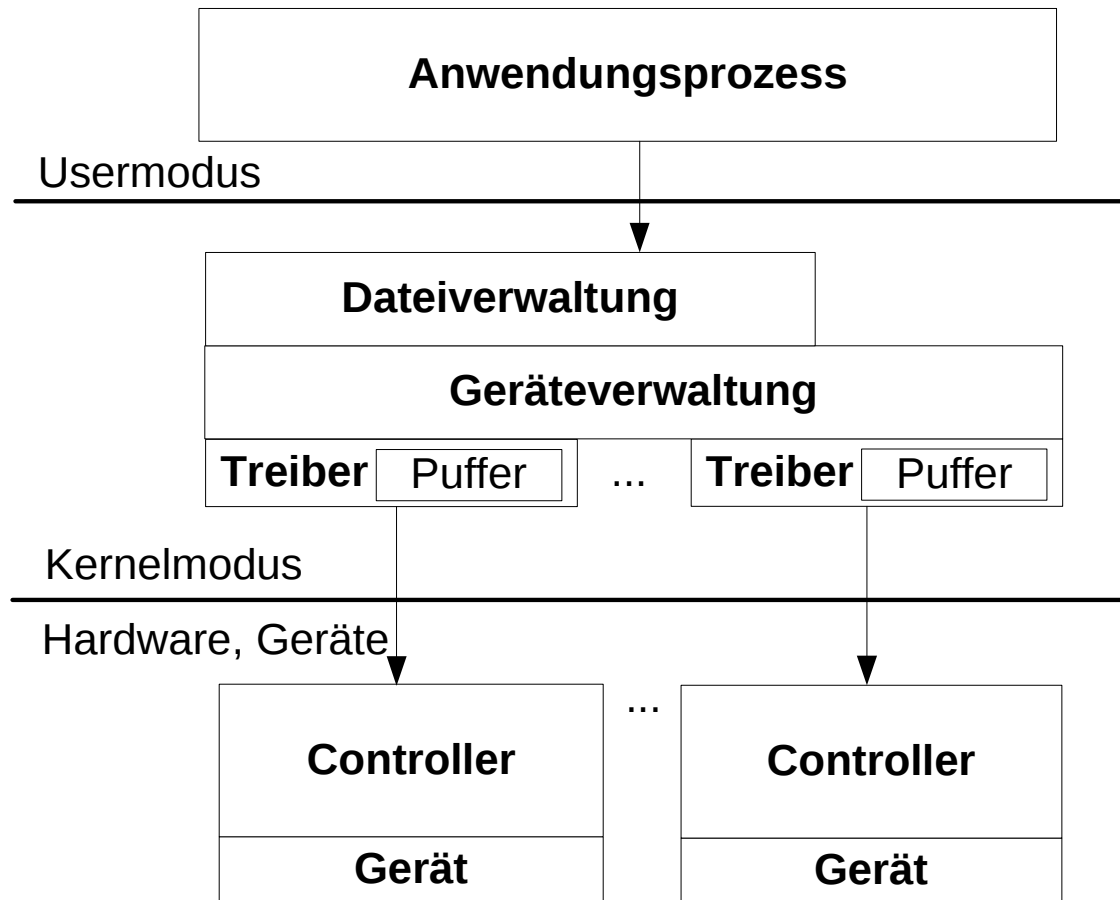 Anwendungsprozess
Usermodus
Dateiverwaltung
Geräteverwaltung
Treiber Puffer ... Treiber Puffer
Kernelmodus
Hardware, Geräte
...
Controller Controller
Gerät Gerät